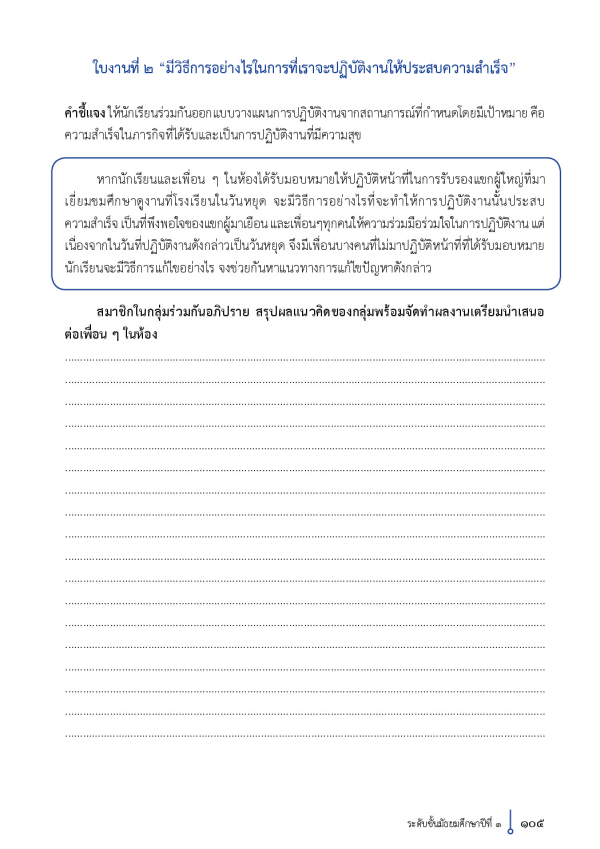 ใบงานที่ ๒ “มีวิธีการอย่างไรในการที่เราจะปฏิบัติงานให้ประสบความสำเร็จ”
คำชี้แจง ให้นักเรียนร่วมกันออกแบบวางแผนการปฏิบัติงานจากสถานการณ์ที่กำหนดโดยมีเป้าหมาย คือ
ความสำเร็จในภารกิจที่ได้รับและเป็นการปฏิบัติงานที่มีความสุข
หากนักเรียนและเพื่อน ๆ ในห้องได้รับมอบหมายให้ปฏิบัติหน้าที่ในการรับรองแขกผู้ใหญ่ที่มา
เยี่ยมชมศึกษาดูงานที่โรงเรียนในวันหยุด จะมีวิธีการอย่างไรที่จะทำให้การปฏิบัติงานนั้นประสบ
ความสำเร็จ เป็นที่พึงพอใจของแขกผู้มาเยือน และเพื่อนๆทุกคนให้ความร่วมมือร่วมใจในการปฏิบัติงาน แต่
เนื่องจากในวันที่ปฏิบัติงานดังกล่าวเป็นวันหยุด จึงมีเพื่อนบางคนที่ไม่มาปฏิบัติหน้าที่ที่ได้รับมอบหมาย
นักเรียนจะมีวิธีการแก้ไขอย่างไร จงช่วยกันหาแนวทางการแก้ไขปัญหาดังกล่าว
สมาชิกในกลุ่มร่วมกันอภิปราย สรุปผลแนวคิดของกลุ่มพร้อมจัดทำผลงานเตรียมนำเสนอ
ต่อเพื่อน ๆ ในห้อง
ระดับชั้นมัธยมศึกษาปีที่ ๑ ๑๐๕